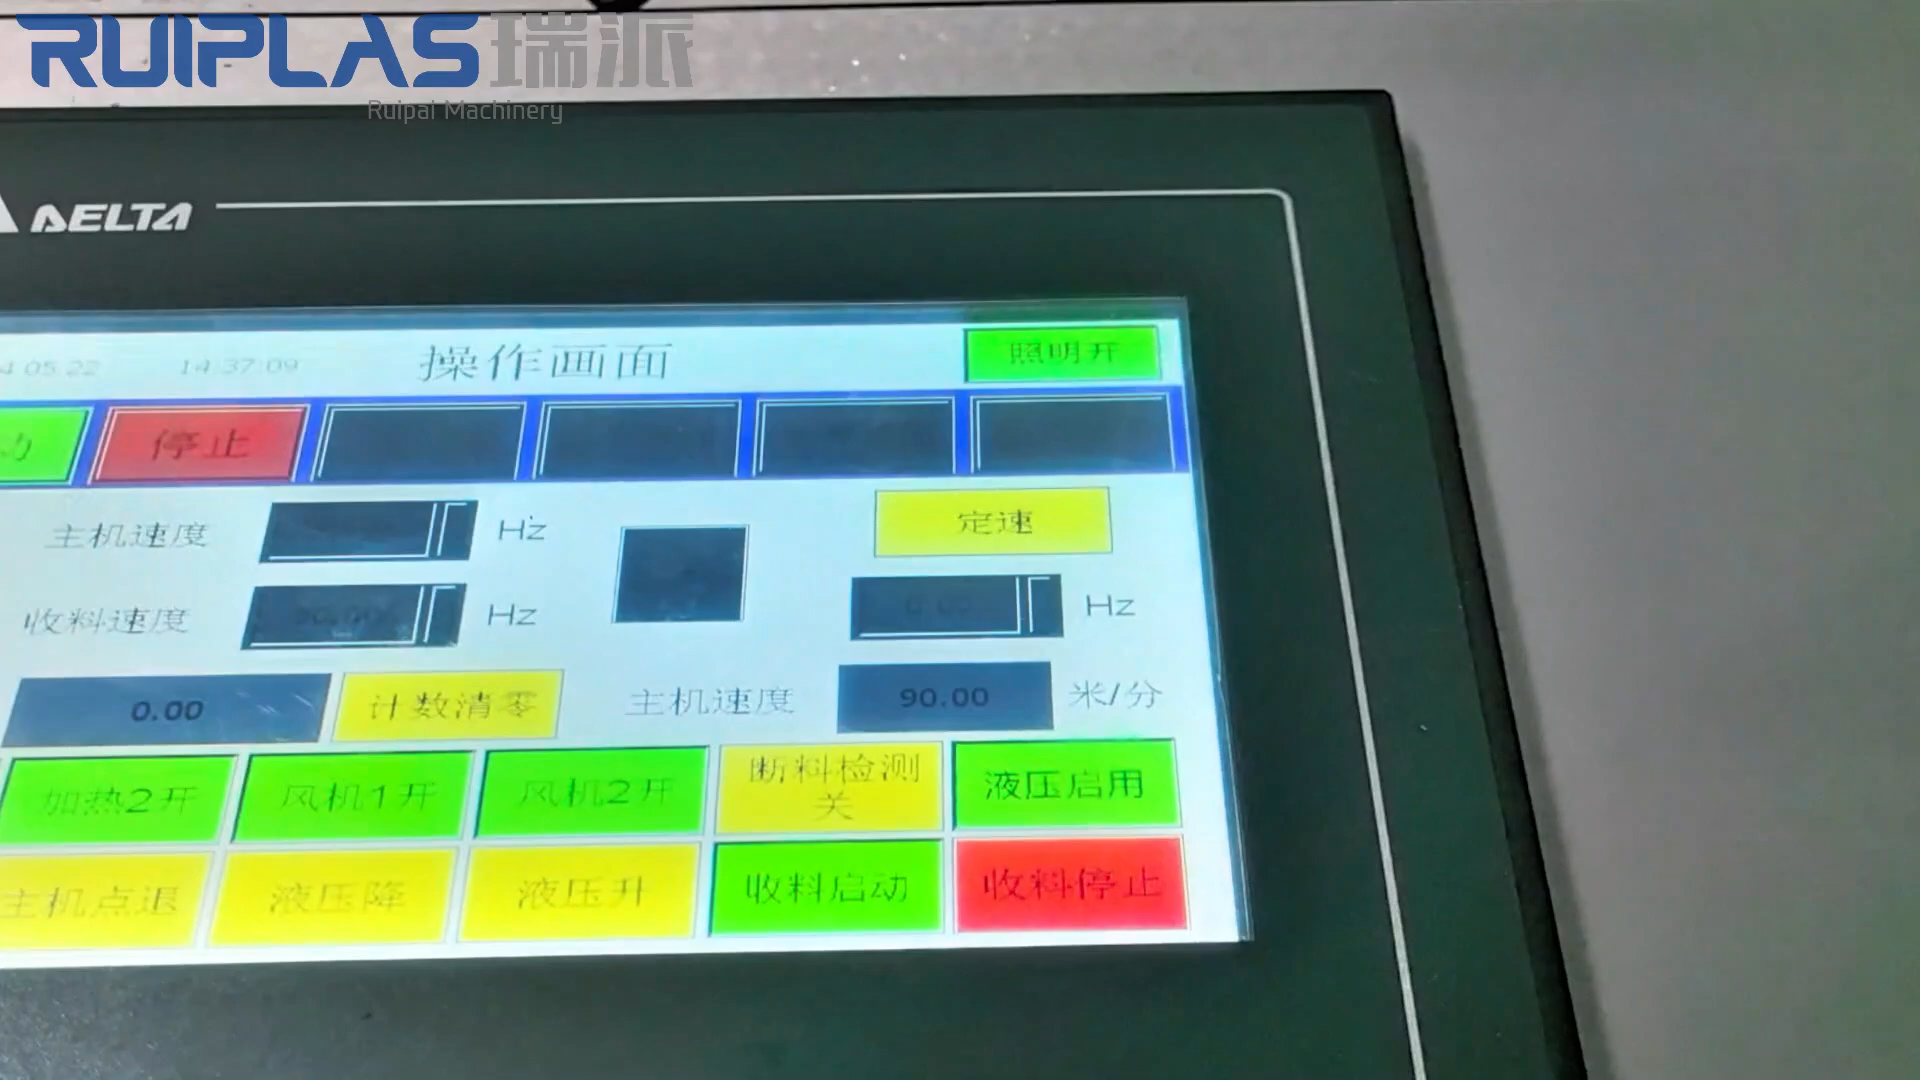 RUIPLAS瑞派
Ruipai Machinery
DELTA
4 05 22 14:37:09 操作画面 照明开
动 停止
主机速度 Hz 定速
收料速度 Hz Hz
0.00 计数清零 主机速度 90.00 米/分
加热2开 风机1开 风机2开 断料检测 液压启用
关
主机点退 液压降 液压升 收料启动 收料停止